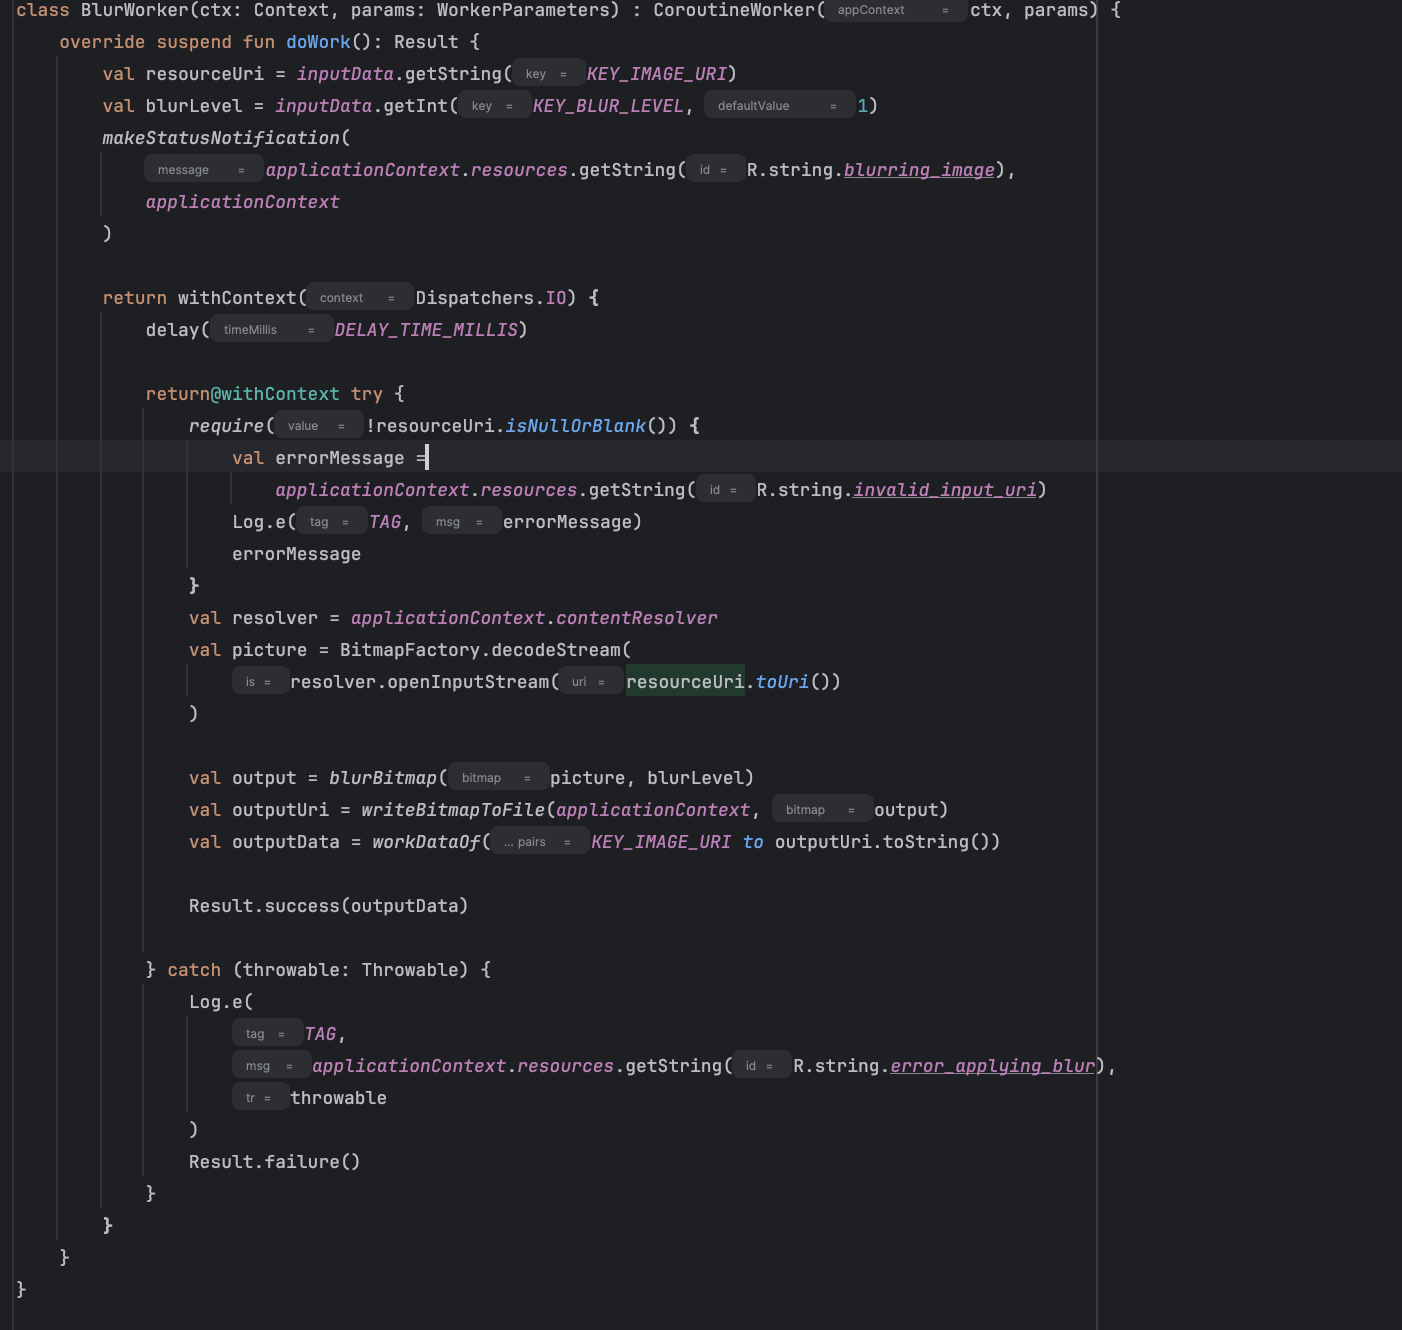 class BlurWorker(ctx: Context, params: WorkerParameters) : CoroutineWorker( appContext = ctx, params) {
override suspend fun doWork(): Result {
val resourceUri = inputData.getString( key = KEY_IMAGE_URI)
val blurLevel = inputData.getInt( key = KEY_BLUR_LEVEL, defaultValue = 1)
makeStatusNotification(
message = applicationContext.resources.getString( id = R.string.blurring_image),
applicationContext
)
return withContext( context = Dispatchers.IO) {
delay( timeMillis = DELAY_TIME_MILLIS)
return@withContext try {
require( value = !resourceUri.isNullOrBlank()) {
val errorMessage =
applicationContext.resources.getString( id = R.string.invalid_input_uri)
Log.e( tag = TAG, msg = errorMessage)
errorMessage
}
val resolver = applicationContext.contentResolver
val picture = BitmapFactory.decodeStream(
is = resolver.openInputStream( uri = resourceUri.toUri())
)
val output = blurBitmap( bitmap = picture, blurLevel)
val outputUri = writeBitmapToFile(applicationContext, bitmap = output)
val outputData = workDataOf( ... pairs = KEY_IMAGE_URI to outputUri.toString())
Result.success(outputData)
} catch (throwable: Throwable) {
Log.e(
tag = TAG,
msg = applicationContext.resources.getString( id = R.string.error_applying_blur),
tr = throwable
)
Result.failure()
}
}
}
}